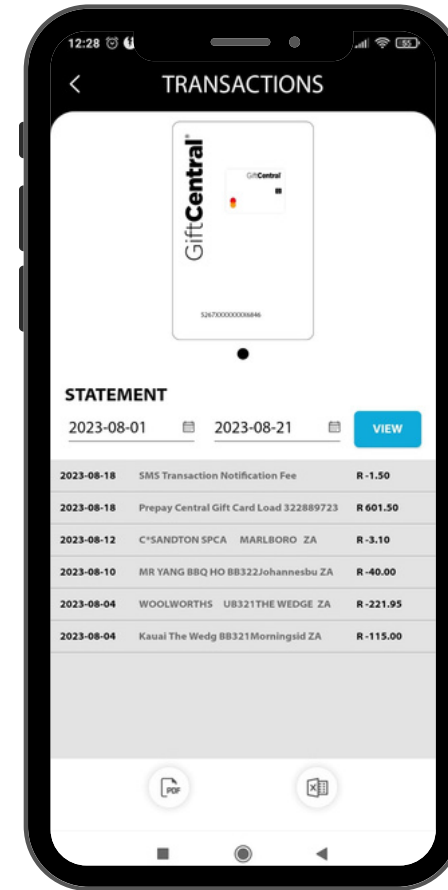 12:28
55
TRANSACTIONS
GiftCentral®
GiftCentral
5267XXXXXXXX6846
STATEMENT
2023-08-01 2023-08-21 VIEW
2023-08-18 SMS Transaction Notification Fee R -1.50
2023-08-18 Prepay Central Gift Card Load 322889723 R 601.50
2023-08-12 C*SANDTON SPCA MARLBORO ZA R -3.10
2023-08-10 MR YANG BBQ HO BB322Johannesbu ZA R -40.00
2023-08-04 WOOLWORTHS UB321THE WEDGE ZA R -221.95
2023-08-04 Kauai The Wedg BB321Morningsid ZA R -115.00
PDF
X